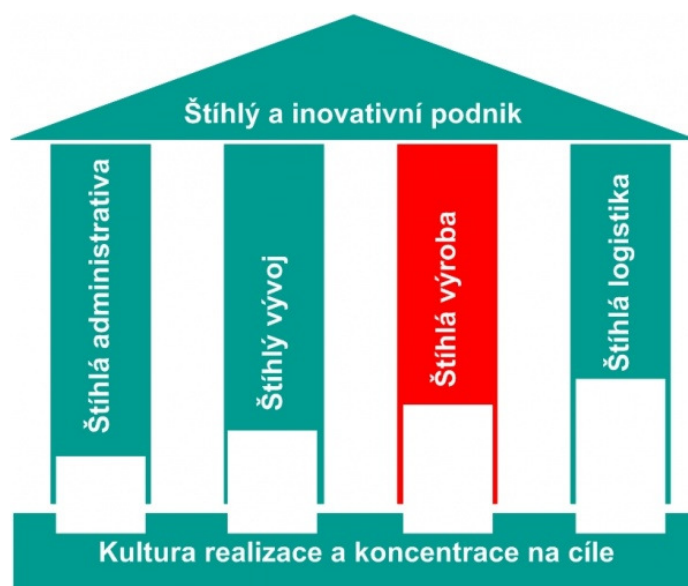 Štíhlý a inovativní podnik
Štíhlá administrativa
Štíhlý vývoj
Štíhlá výroba
Štíhlá logistika
Kultura realizace a koncentrace na cíle